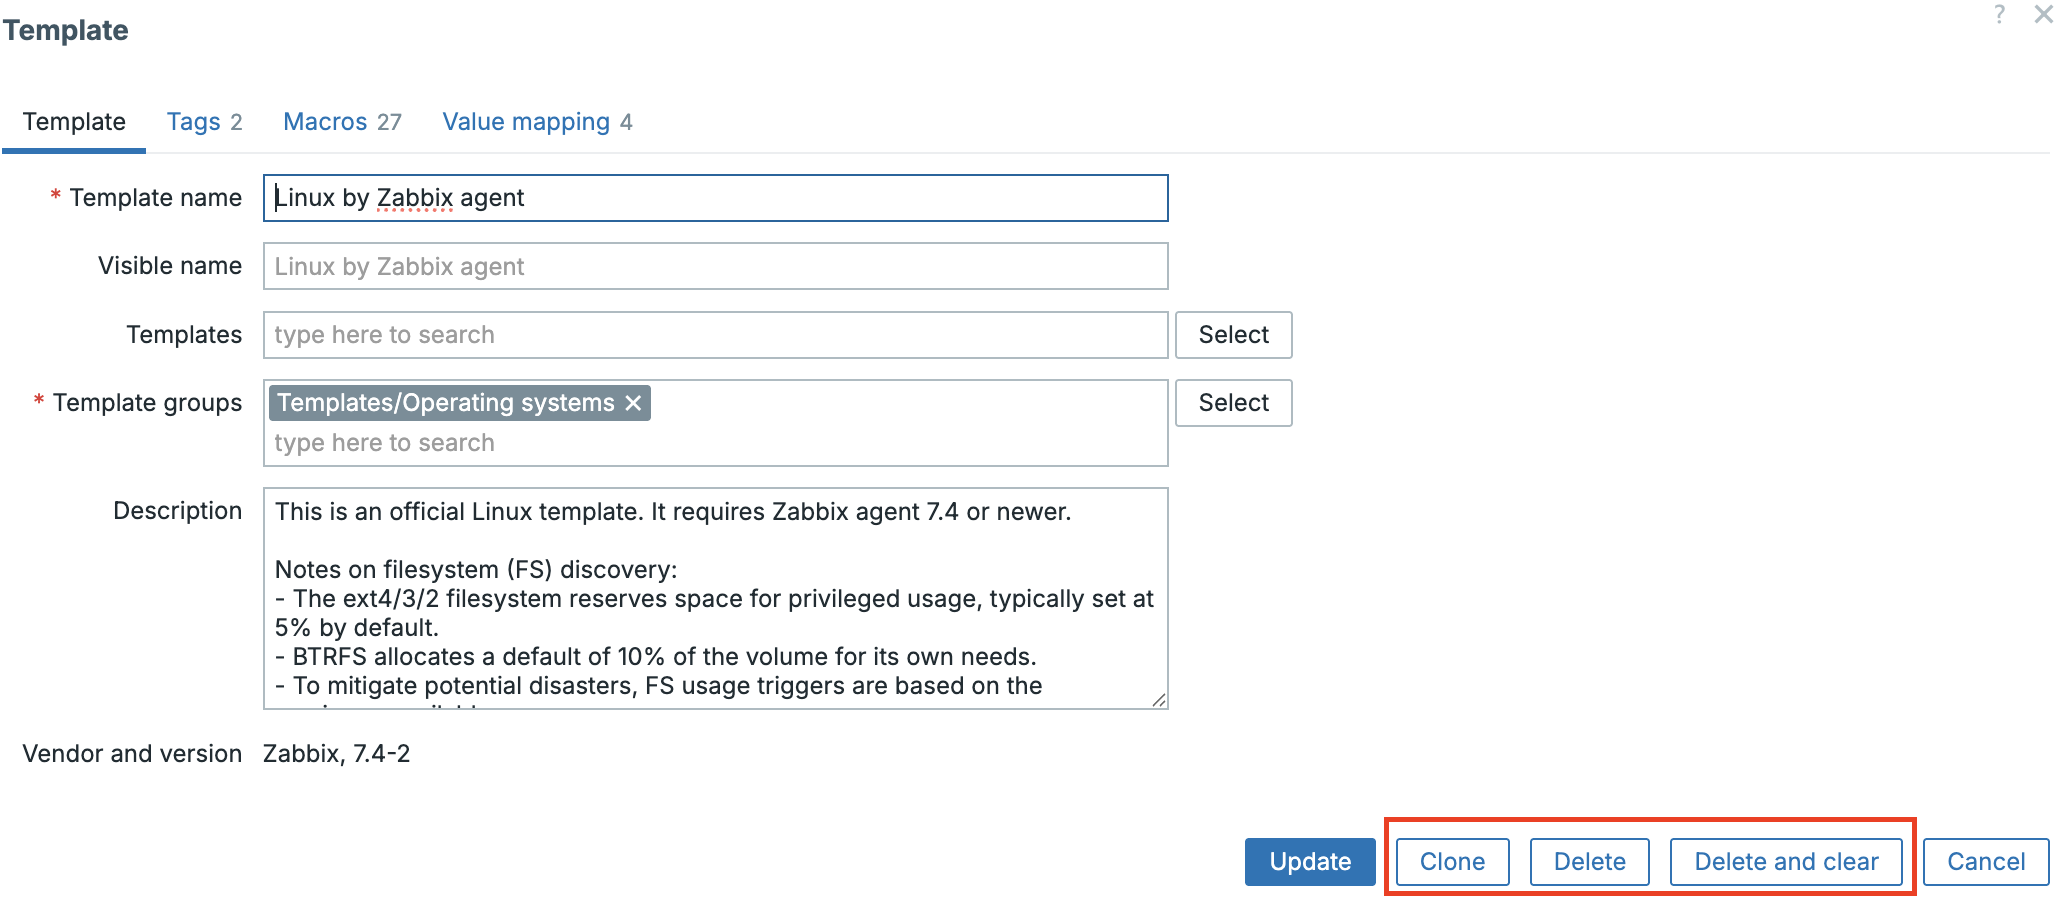 Template
?
Template Tags 2 Macros 27 Value mapping 4
* Template name Linux by Zabbix agent
Visible name Linux by Zabbix agent
Templates type here to search Select
* Template groups Templates/Operating systems Select
type here to search
Description This is an official Linux template. It requires Zabbix agent 7.4 or newer.
Notes on filesystem (FS) discovery:
- The ext4/3/2 filesystem reserves space for privileged usage, typically set at
5% by default.
- BTRFS allocates a default of 10% of the volume for its own needs.
- To mitigate potential disasters, FS usage triggers are based on the
Vendor and version Zabbix, 7.4-2
Update Clone Delete Delete and clear Cancel